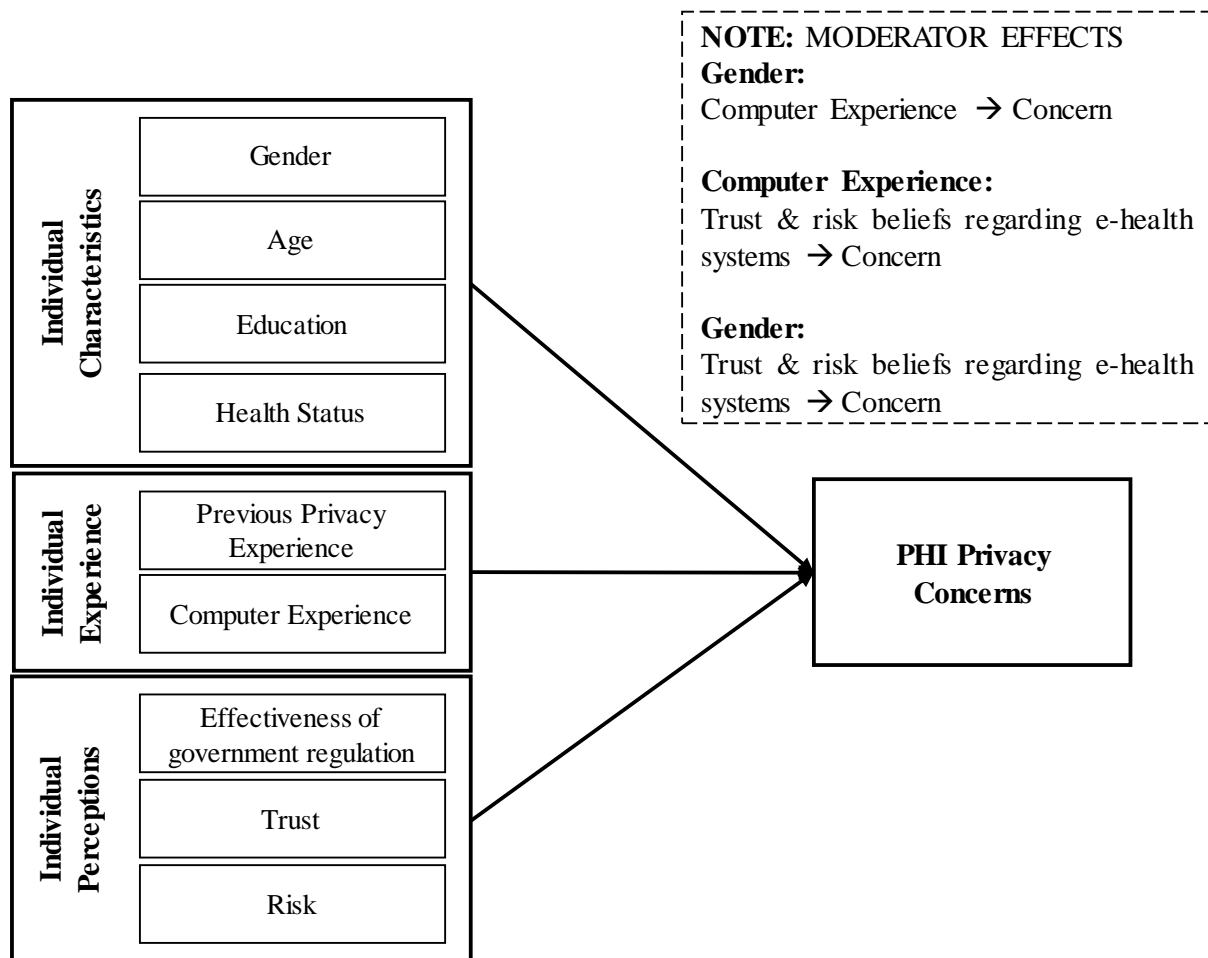 NOTE: MODERATOR EFFECTS
Gender:
Computer Experience → Concern
Computer Experience:
Trust & risk beliefs regarding e-health
systems → Concern
Gender:
Trust & risk beliefs regarding e-health
systems → Concern
Individual
Characteristics
Gender
Age
Education
Health Status
Individual
Experience
Previous Privacy
Experience
Computer Experience
Individual
Perceptions
Effectiveness of
government regulation
Trust
Risk
PHI Privacy
Concerns